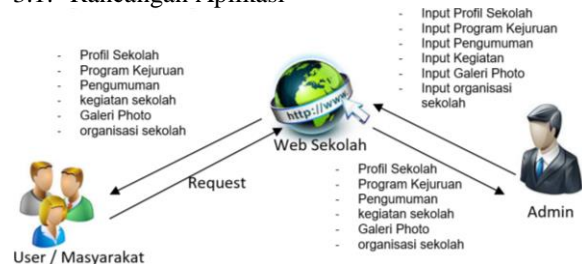 3.1. Rancangan Aplikasi
- Input Profil Sekolah
- Input Program Kejuruan
- Input Pengumuman
- Input Kegiatan
- Input Galeri Photo
- Input organisasi
sekolah
- Profil Sekolah
- Program Kejuruan
- Pengumuman
- kegiatan sekolah
- Galeri Photo
- organisasi sekolah
http://www
Web Sekolah
Request
- Profil Sekolah
- Program Kejuruan
- Pengumuman
- kegiatan sekolah
- Galeri Photo
- organisasi sekolah
Admin
User / Masyarakat